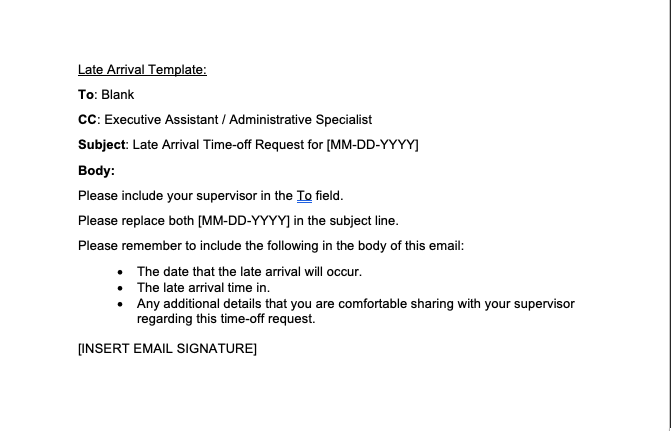 Late Arrival Template:
To: Blank
CC: Executive Assistant / Administrative Specialist
Subject: Late Arrival Time-off Request for [MM-DD-YYYY]
Body:
Please include your supervisor in the To field.
Please replace both [MM-DD-YYYY] in the subject line.
Please remember to include the following in the body of this email:
• The date that the late arrival will occur.
• The late arrival time in.
• Any additional details that you are comfortable sharing with your supervisor
regarding this time-off request.
[INSERT EMAIL SIGNATURE]